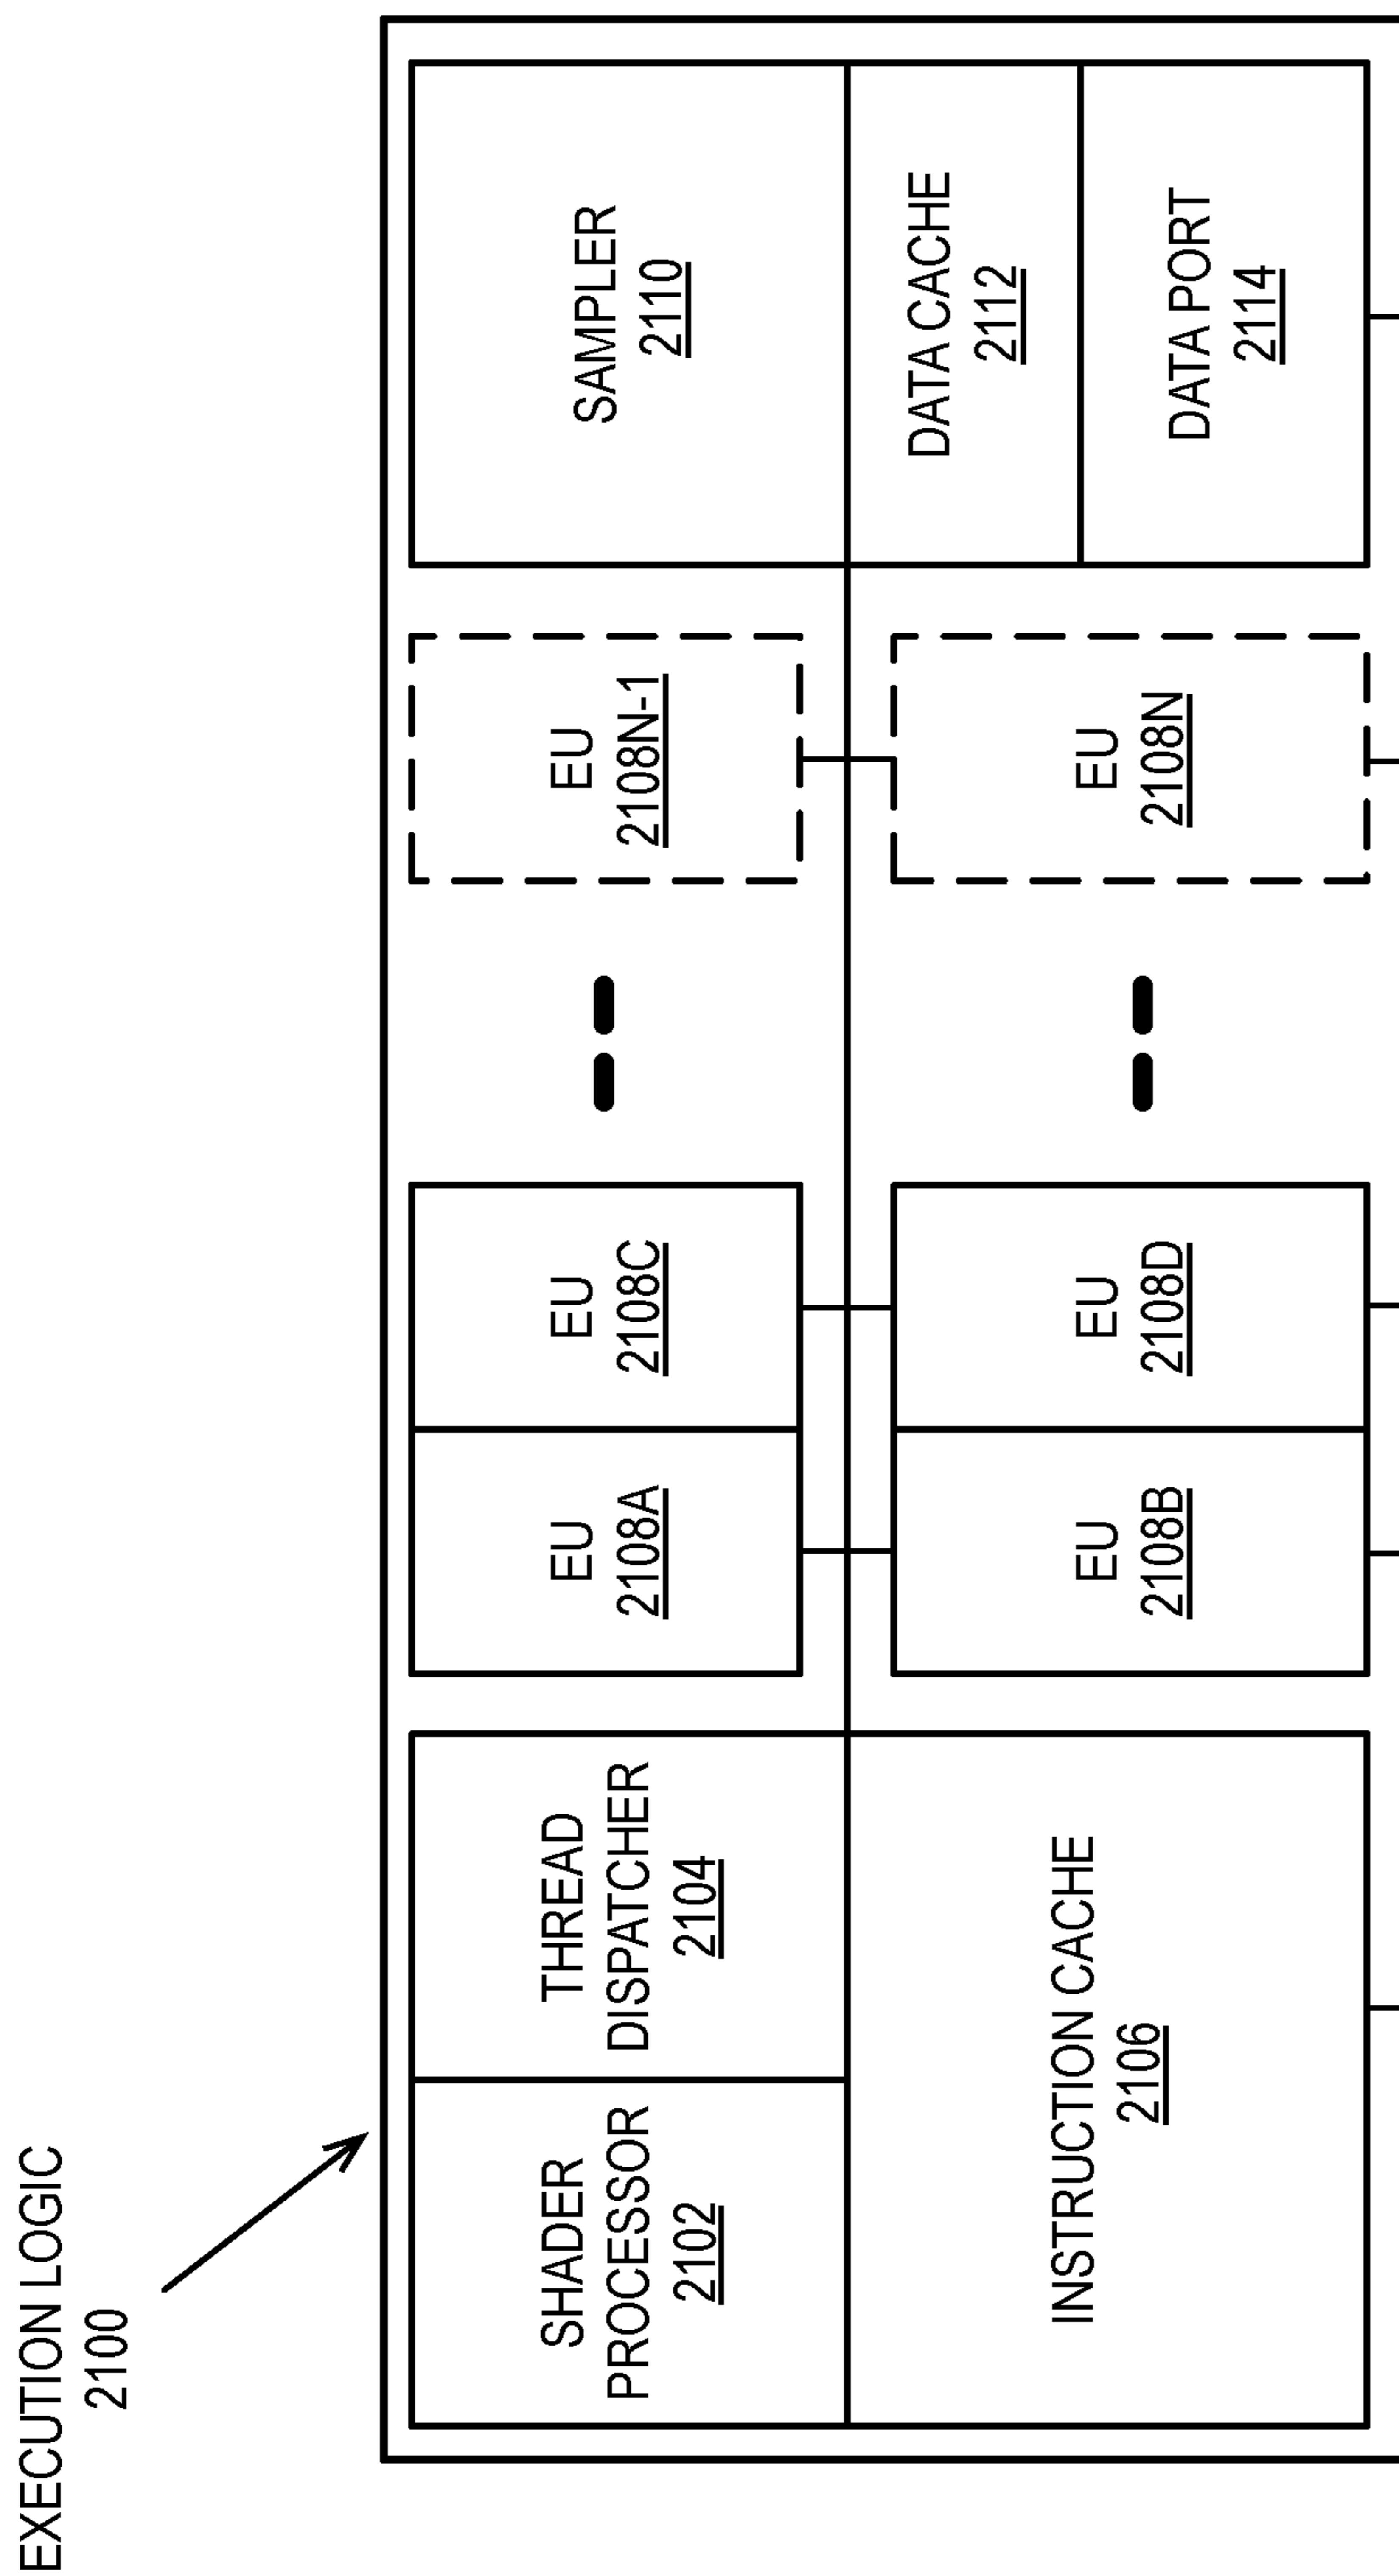 EXECUTION LOGIC
2100
SHADER
PROCESSOR
2102
THREAD
DISPATCHER
2104
INSTRUCTION CACHE
2106
EU
2108A
EU
2108C
EU
2108B
EU
2108D
EU
2108N-1
EU
2108N
SAMPLER
2110
DATA CACHE
2112
DATA PORT
2114